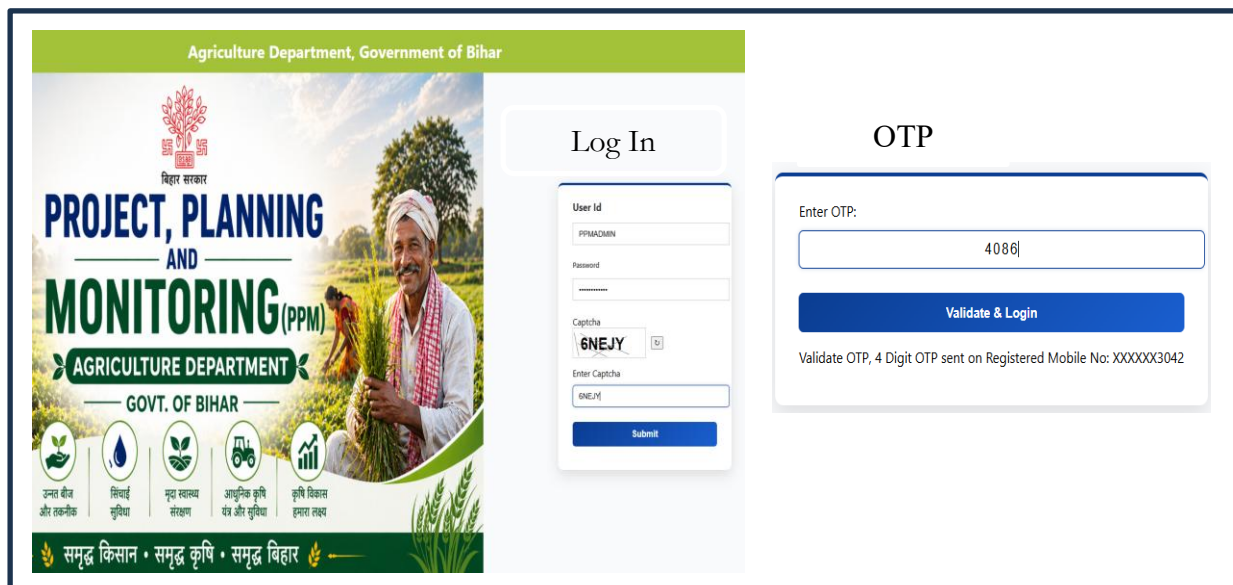 Agriculture Department, Government of Bihar
बिहार सरकार
PROJECT, PLANNING
AND
MONITORING (PPM)
AGRICULTURE DEPARTMENT
GOVT. OF BIHAR
उन्नत बीज
और तकनीक
सिंचाई
सुविधा
मृदा स्वास्थ्य
संरक्षण
आधुनिक कृषि
यंत्र और सुविधा
कृषि विकास
हमारा लक्ष्य
समृद्ध किसान • समृद्ध कृषि • समृद्ध बिहार
Log In
User Id
PPMADMIN
Password
Captcha
6NEJY
Enter Captcha
6NEJY
Submit
OTP
Enter OTP:
4086
Validate & Login
Validate OTP, 4 Digit OTP sent on Registered Mobile No: XXXXXX3042